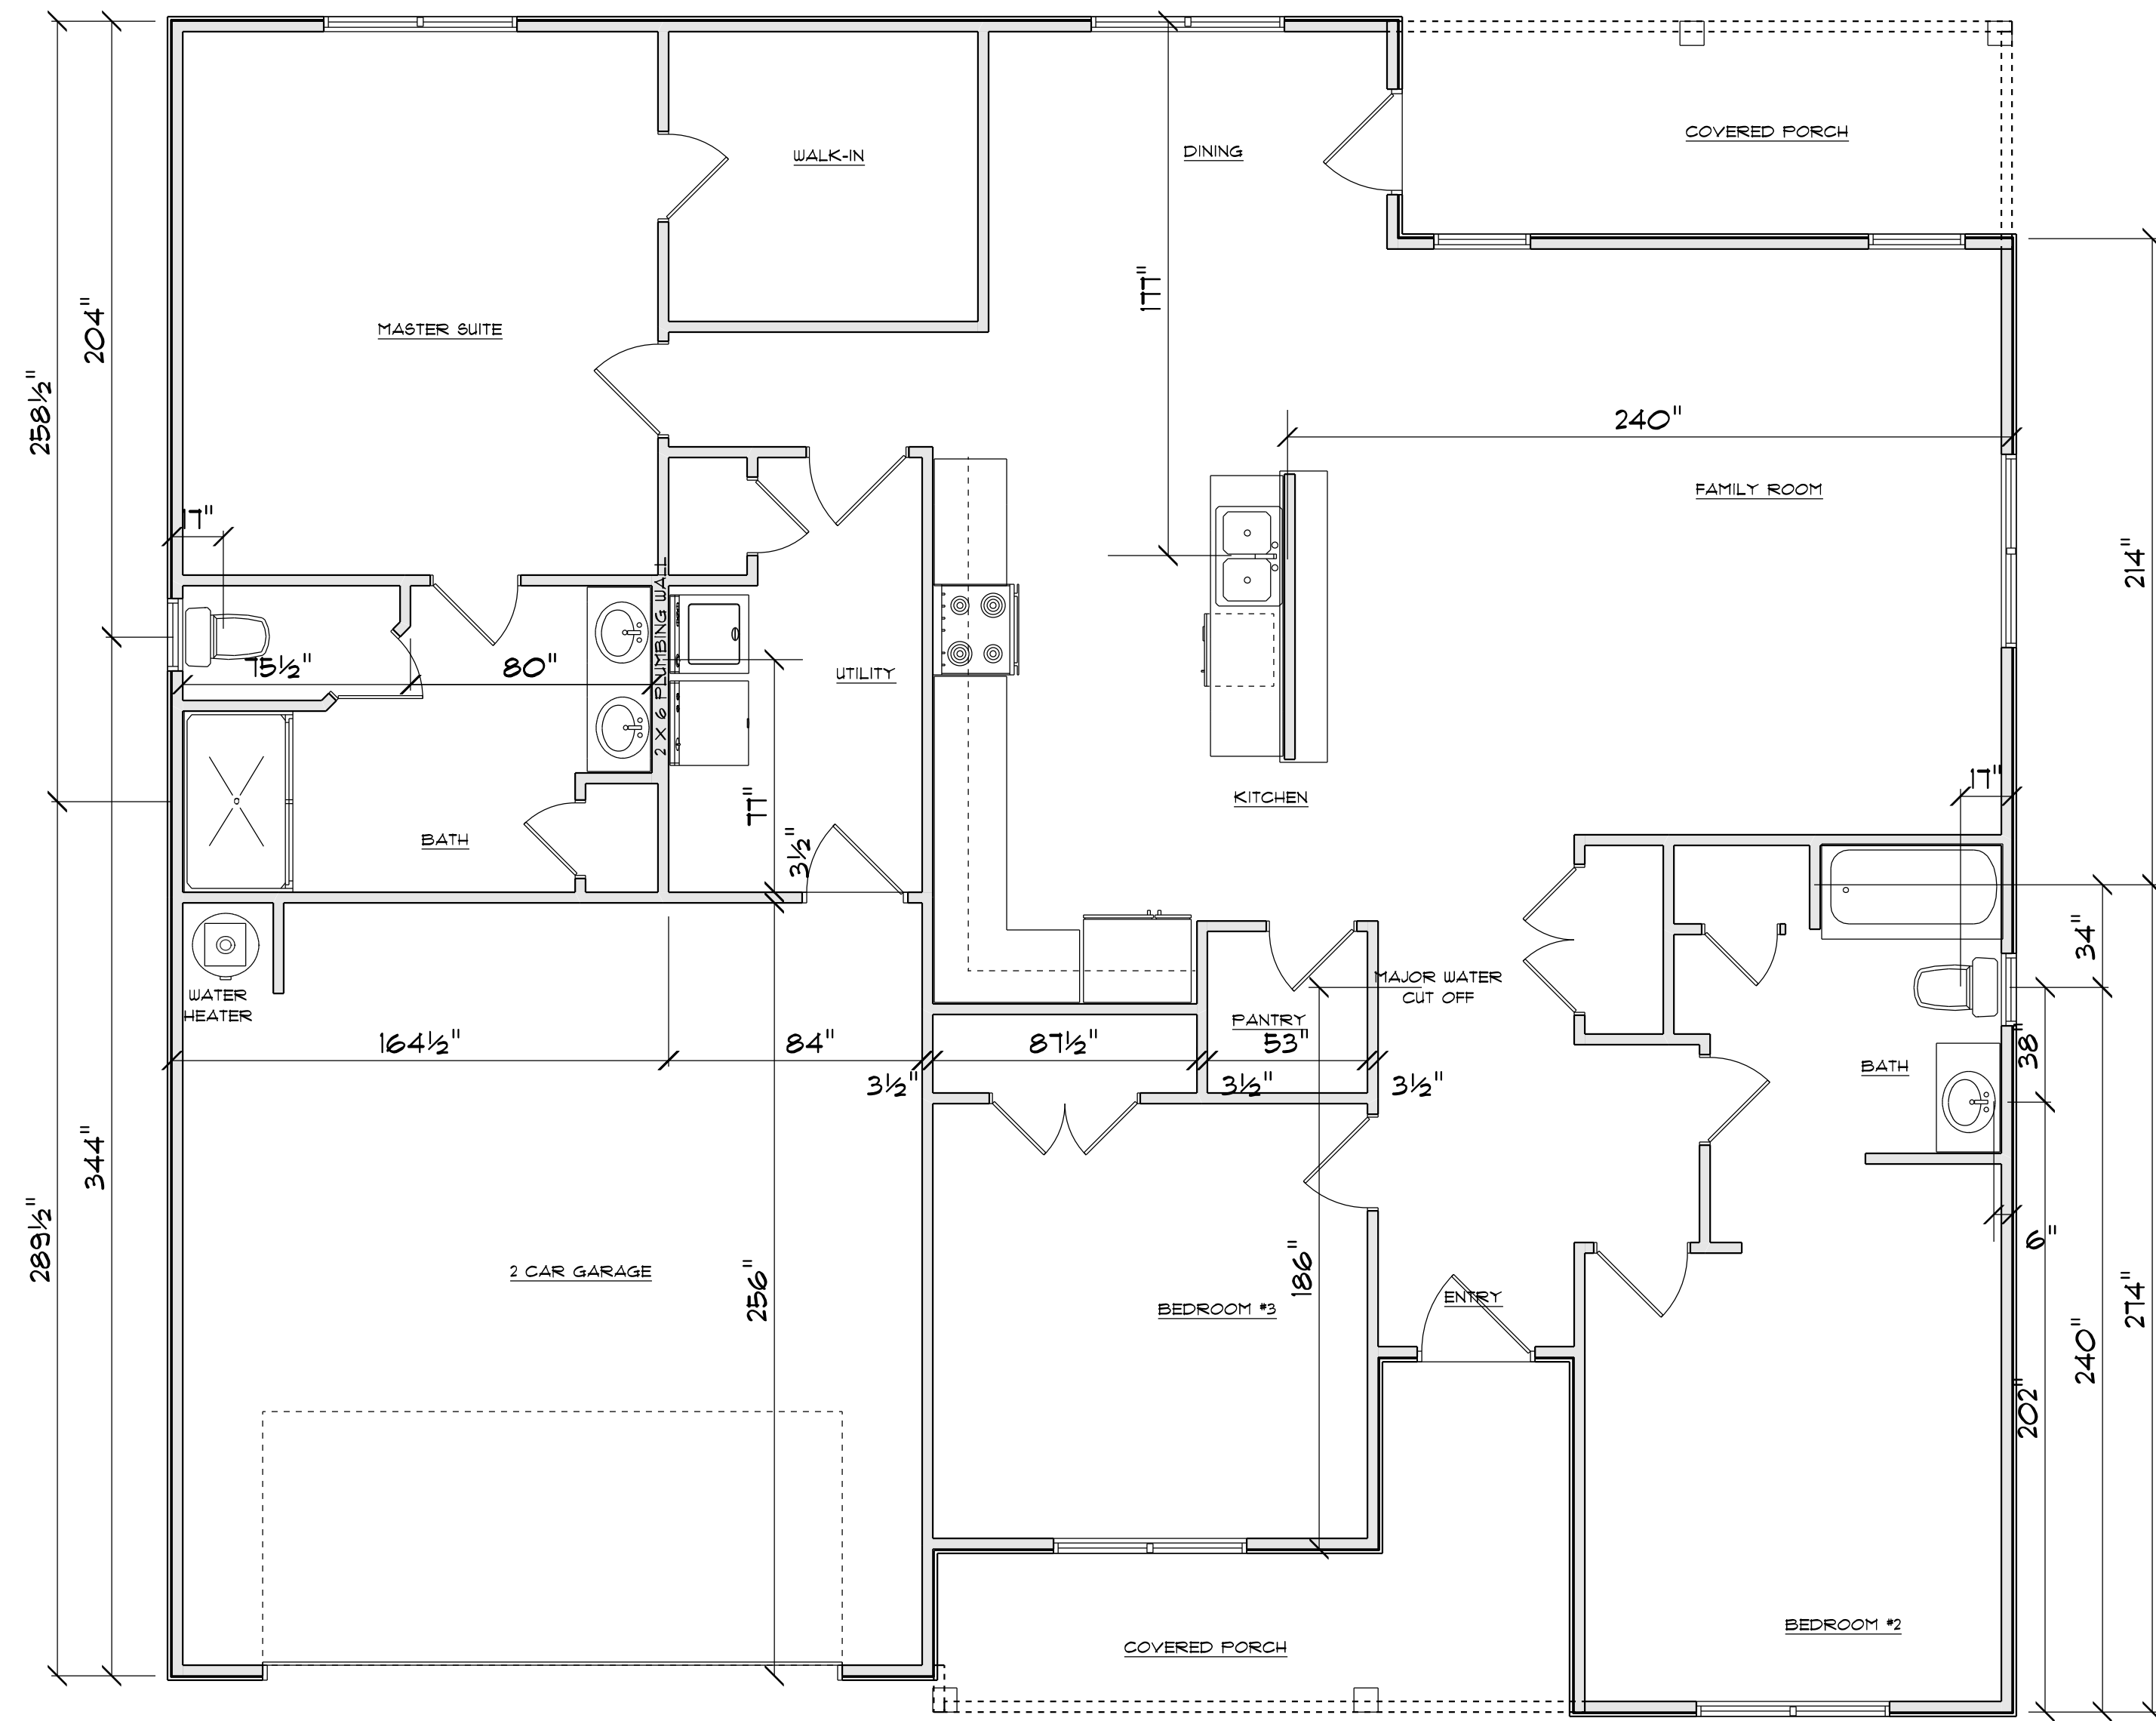 WALK-IN
DINING
COVERED PORCH
204"
258½"
177"
MASTER SUITE
240"
FAMILY ROOM
17"
214"
2 X 6 PLUMBING WALL
75½"
80"
UTILITY
77"
3½"
17"
KITCHEN
BATH
34"
WATER
HEATER
MAJOR WATER
CUT OFF
PANTRY
164½"
84"
87½"
53"
38"
BATH
3½"
3½"
3½"
344"
289½"
6"
2 CAR GARAGE
256"
186"
ENTRY
BEDROOM #3
240"
274"
202"
BEDROOM #2
COVERED PORCH